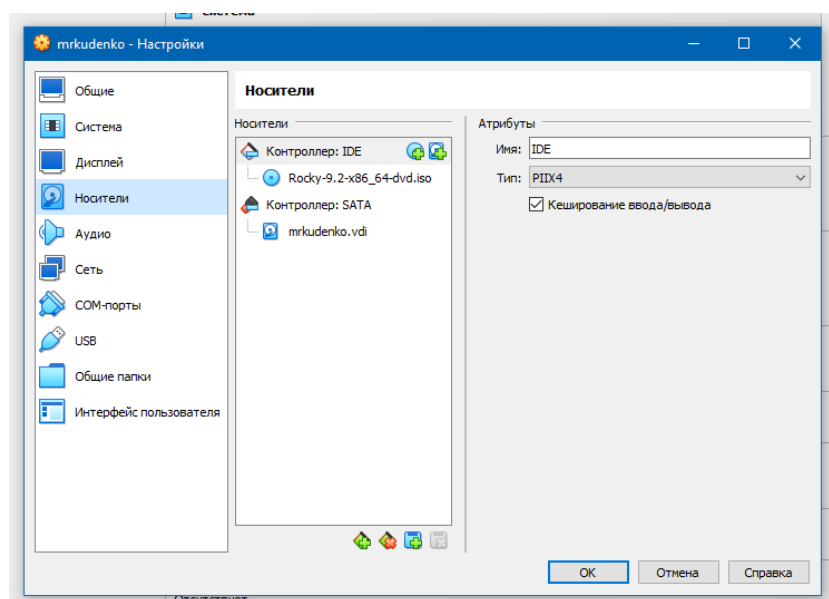 mrkudenko - Настройки
Общие
Система
Дисплей
Носители
Аудио
Сеть
COM-порты
USB
Общие папки
Интерфейс пользователя
Носители
Носители
Контроллер: IDE
Rocky-9.2-x86_64-dvd.iso
Контроллер: SATA
mrkudenko.vdi
Атрибуты
Имя: IDE
Тип: PIIX4
Кеширование ввода/вывода
OK Отмена Справка